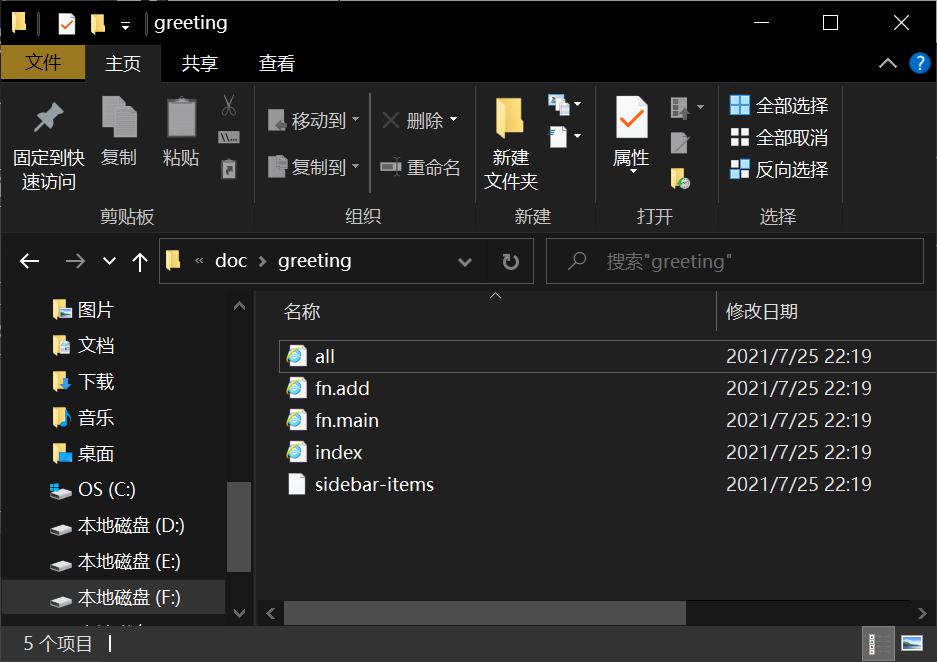 greeting
文件 主页 共享 查看
固定到快速访问
复制
粘贴
移动到
复制到
删除
重命名
新建
文件夹
属性
全部选择
全部取消
反向选择
剪贴板 组织 新建 打开 选择
« doc > greeting
搜索"greeting"
图片
文档
下载
音乐
桌面
OS (C:)
本地磁盘 (D:)
本地磁盘 (E:)
本地磁盘 (F:)
名称 修改日期
all 2021/7/25 22:19
fn.add 2021/7/25 22:19
fn.main 2021/7/25 22:19
index 2021/7/25 22:19
sidebar-items 2021/7/25 22:19
5 个项目